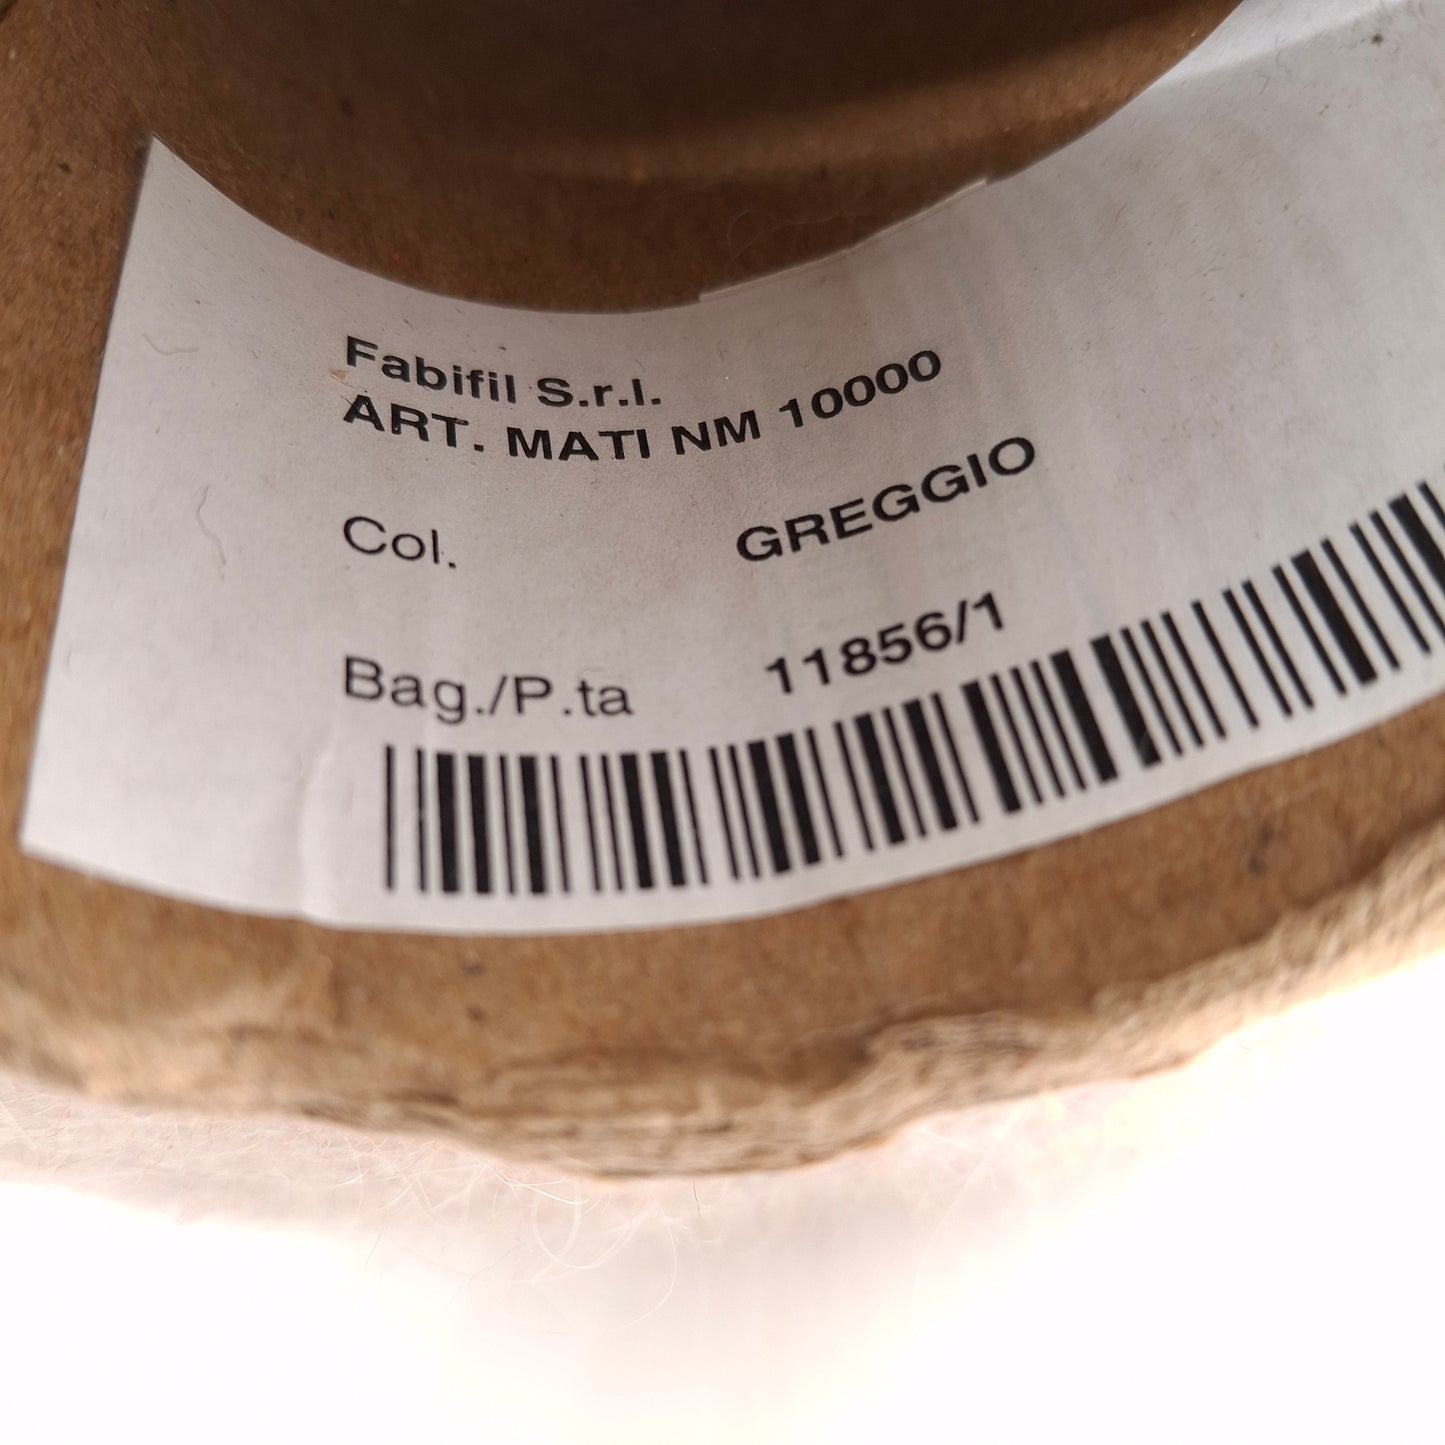 Fabifil S.r.l.
ART. MATI NM 10000
Col. GREGGIO
Bag./P.ta 11856/1